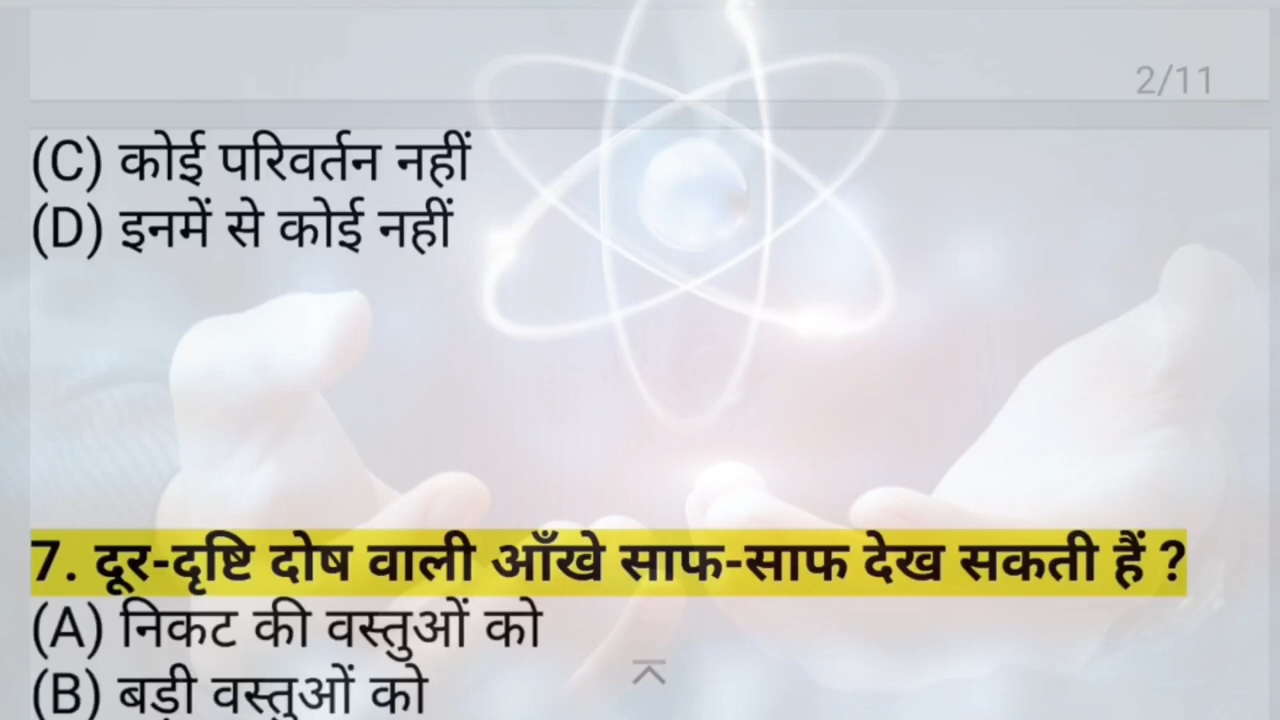 2/11
(C) कोई परिवर्तन नहीं
(D) इनमें से कोई नहीं
7. दूर-दृष्टि दोष वाली आँखे साफ-साफ देख सकती हैं ?
(A) निकट की वस्तुओं को
(B) बड़ी वस्तुओं को